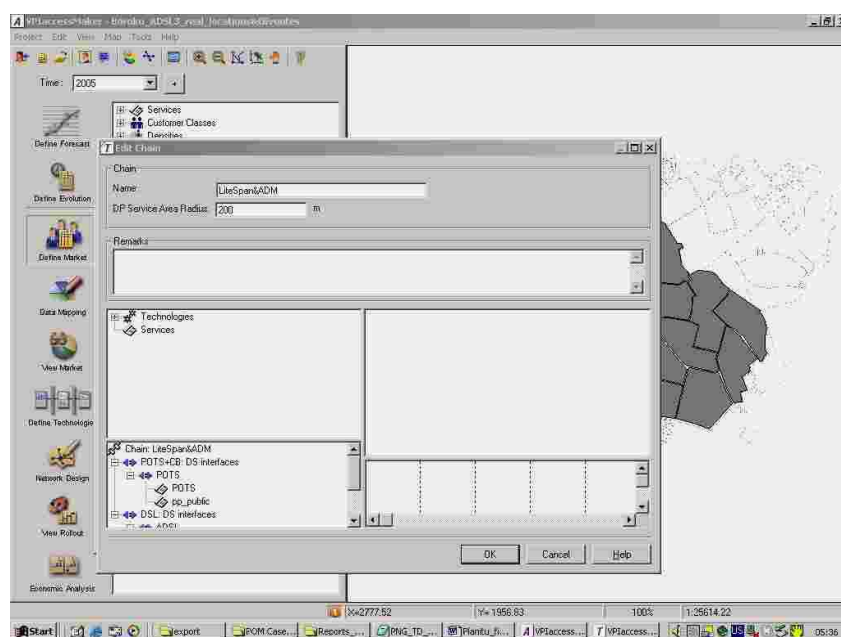 VPIaccessMaker - Boroko_ADSL3_real_locations&divroutes
Project Edit View Map Tools Help
Time: 2005
Services
Customer Classes
Densities
Define Forecast
Define Evolution
Define Market
Data Mapping
View Market
Define Technologie
Network Design
View Rollout
Economic Analysis
Edit Chain
Chain
Name: LiteSpan&ADM
DP Service Area Radius: 200 m
Remarks
Technologies
Services
Chain: LiteSpan&ADM
POTS+CB: DS interfaces
POTS
POTS
pp_public
DSL: DS interfaces
ADSL
OK Cancel Help
X=2777.52 Y= 1956.83 100% 1:25614.22
Start export POM Case... Reports_... PNG_TD_... Plantu_fi... VPIaccess... VPIaccess... US 05:36